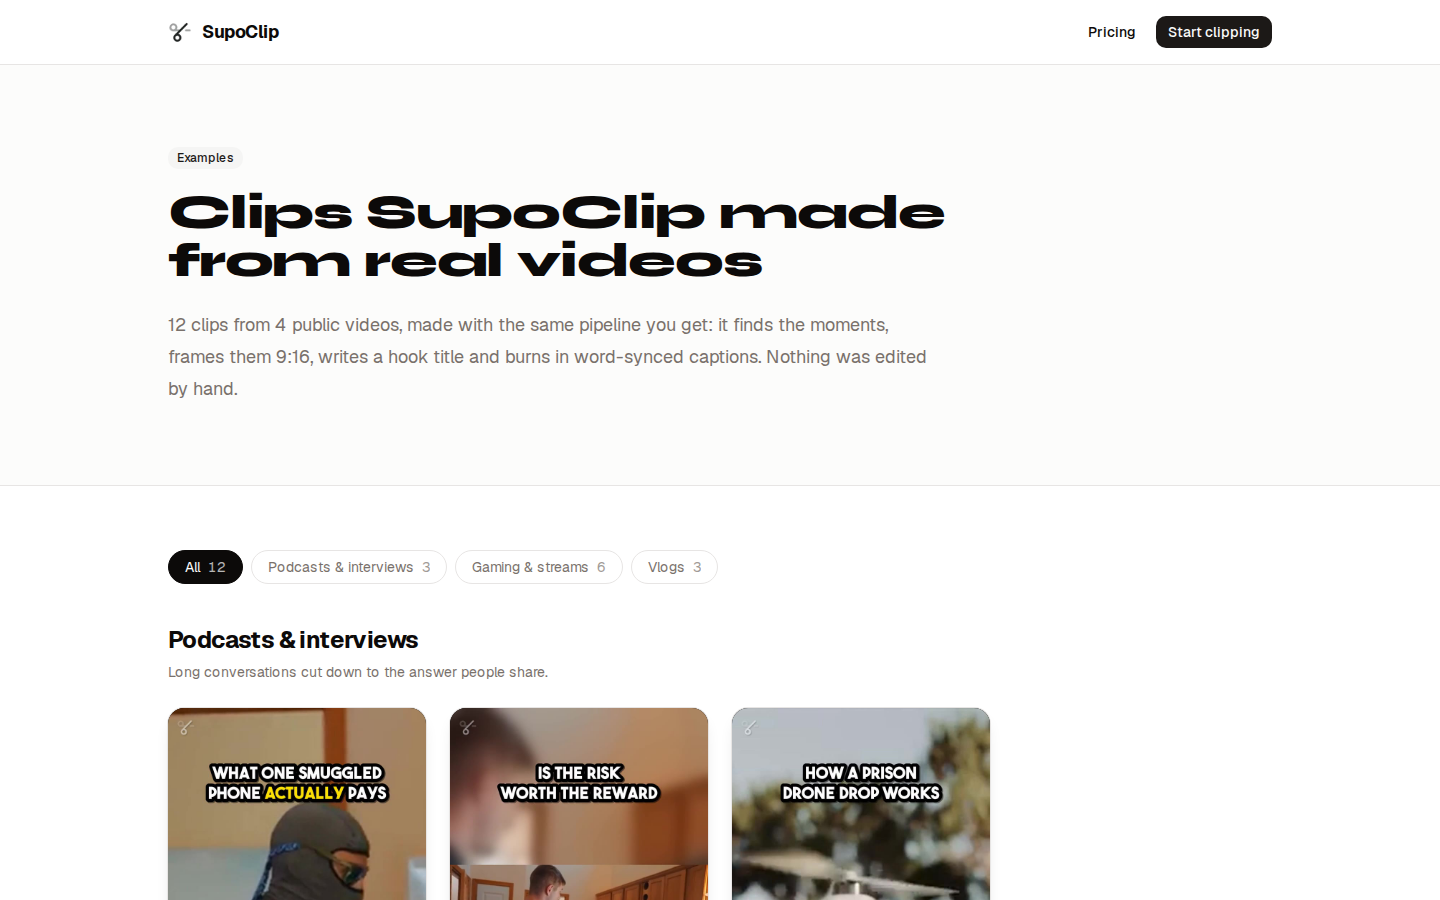 SupoClip
Pricing
Start clipping
Examples
Clips SupoClip made
from real videos
12 clips from 4 public videos, made with the same pipeline you get: it finds the moments,
frames them 9:16, writes a hook title and burns in word-synced captions. Nothing was edited
by hand.
All 12
Podcasts & interviews 3
Gaming & streams 6
Vlogs 3
Podcasts & interviews
Long conversations cut down to the answer people share.
WHAT ONE SMUGGLED
PHONE ACTUALLY PAYS
IS THE RISK
WORTH THE REWARD
HOW A PRISON
DRONE DROP WORKS